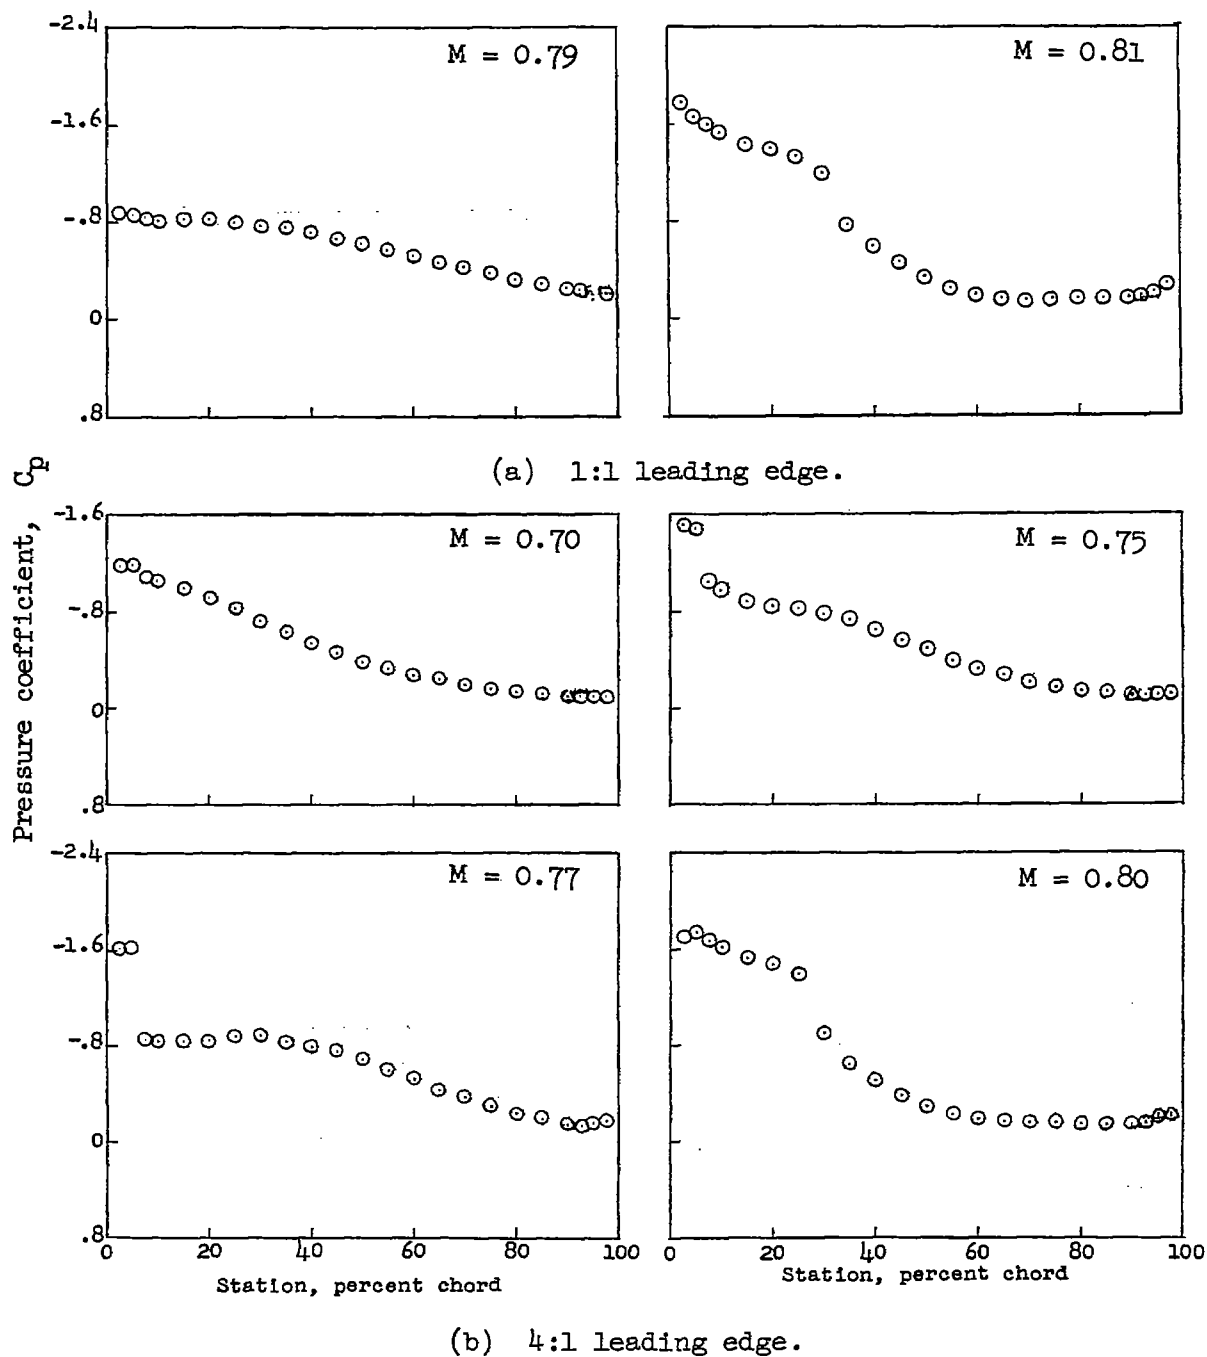 -2.4
M = 0.79
M = 0.81
-1.6
-.8
0
.8
(a) 1:1 leading edge.
Pressure coefficient, Cp
-1.6
M = 0.70
M = 0.75
-.8
0
.8
-2.4
M = 0.77
M = 0.80
-1.6
-.8
0
.8
0 20 40 60 80 100
0 20 40 60 80 100
Station, percent chord
Station, percent chord
(b) 4:1 leading edge.